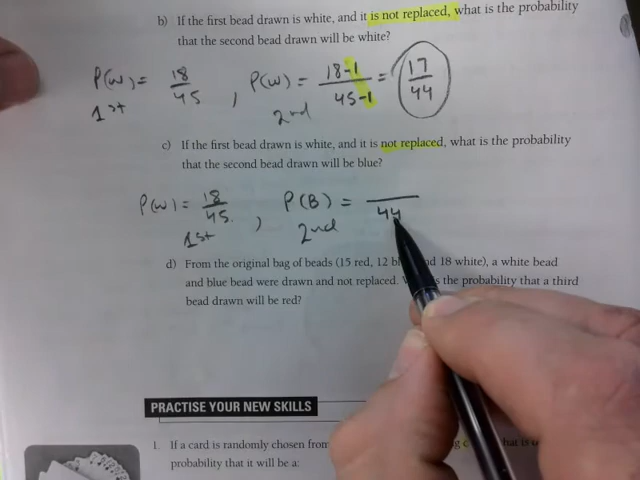 b) If the first bead drawn is white, and it is not replaced, what is the probability
that the second bead drawn will be white?
P(W) = 18/45 , P(W) = 18-1/45-1 = 17/44
1st 2nd
c) If the first bead drawn is white, and it is not replaced, what is the probability
that the second bead drawn will be blue?
P(W) = 18/45. , P(B) = /44
1st 2nd
d) From the original bag of beads (15 red, 12 bl d 18 white), a white bead
and blue bead were drawn and not replaced. W s the probability that a third
bead drawn will be red?
PRACTISE YOUR NEW SKILLS
1. If a card is randomly chosen from g hat is
probability that it will be a: